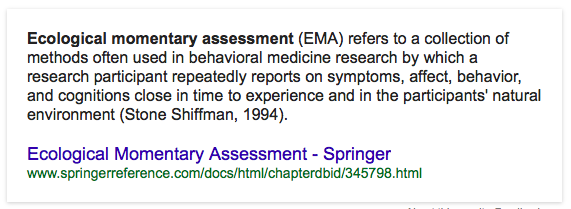 Ecological momentary assessment (EMA) refers to a collection of
methods often used in behavioral medicine research by which a
research participant repeatedly reports on symptoms, affect, behavior,
and cognitions close in time to experience and in the participants' natural
environment (Stone Shiffman, 1994).
Ecological Momentary Assessment - Springer
www.springerreference.com/docs/html/chapterdbid/345798.html